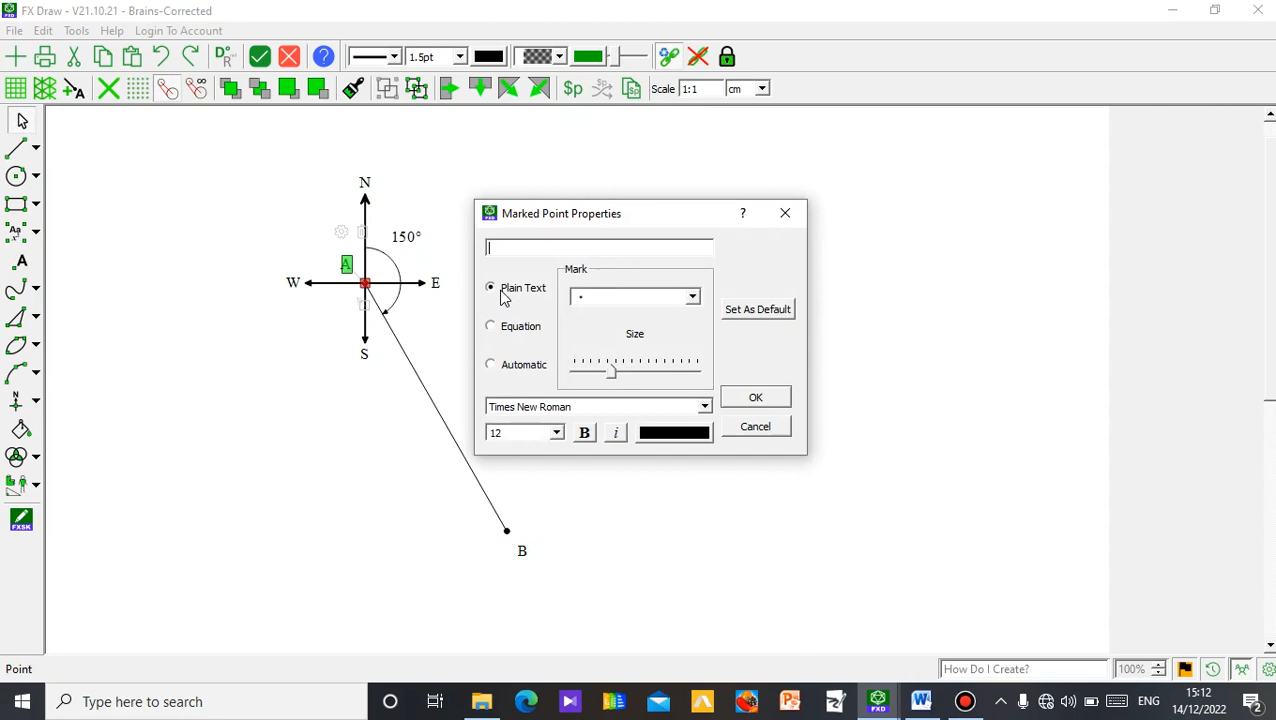 FX Draw - V21.10.21 - Brains-Corrected
File Edit Tools Help Login To Account
1.5pt
Scale 1:1 cm
N
150°
A
W E
S
B
Marked Point Properties
Plain Text
Equation
Automatic
Mark
Size
Set As Default
Times New Roman
12 B i
OK
Cancel
Point
How Do I Create? 100%
Type here to search
ENG
15:12
14/12/2022
2